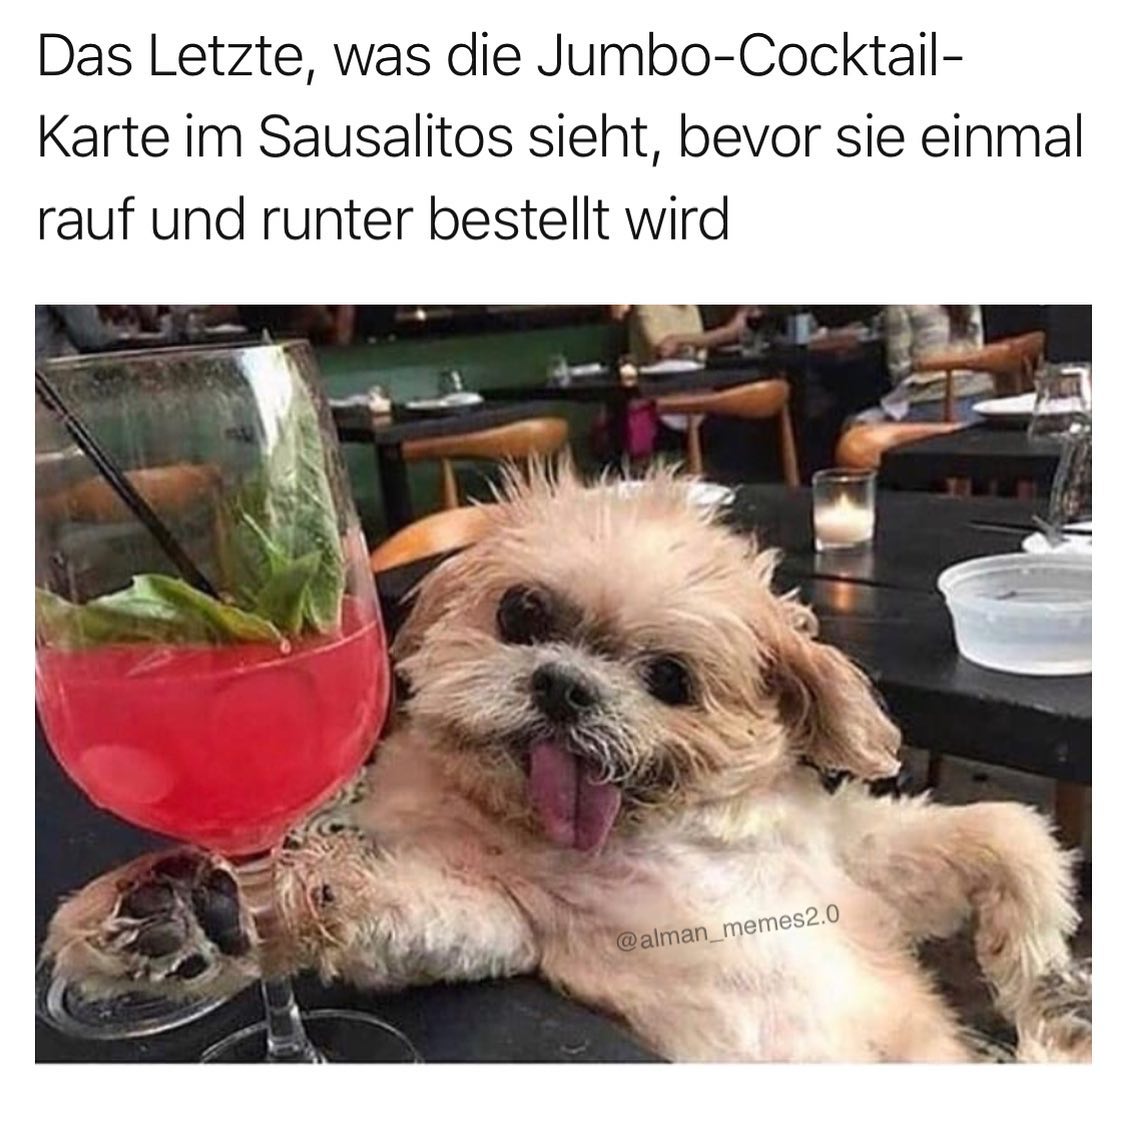 Das Letzte, was die Jumbo-Cocktail-
Karte im Sausalitos sieht, bevor sie einmal
rauf und runter bestellt wird
@alman_memes2.0